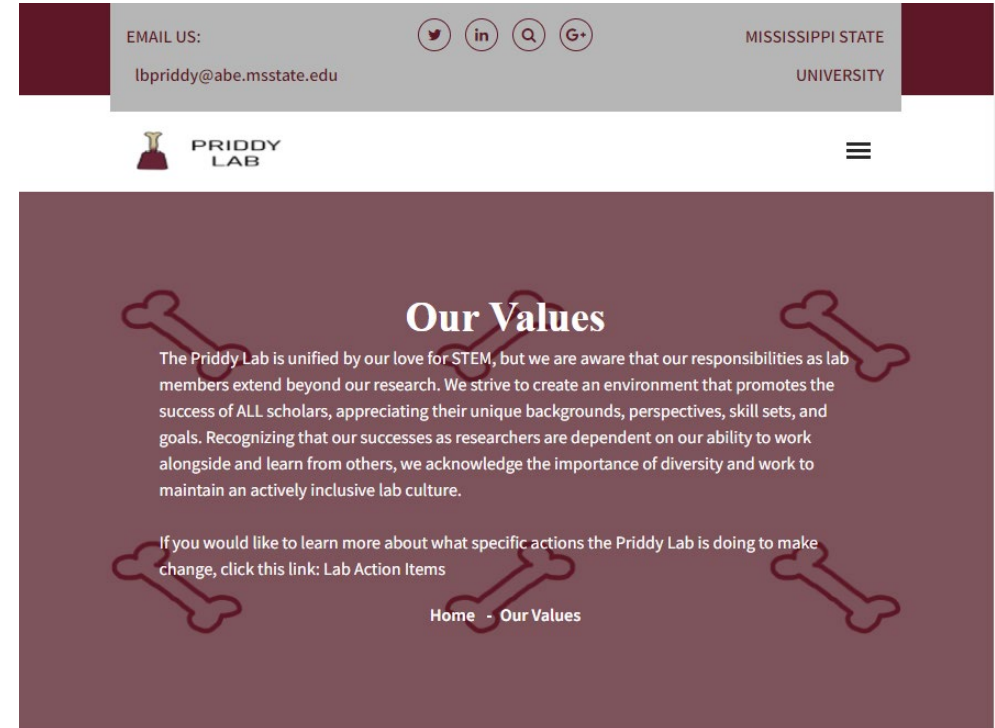 EMAIL US:
lbpriddy@abe.msstate.edu
in
G+
MISSISSIPPI STATE
UNIVERSITY
PRIDDY
LAB
Our Values
The Priddy Lab is unified by our love for STEM, but we are aware that our responsibilities as lab
members extend beyond our research. We strive to create an environment that promotes the
success of ALL scholars, appreciating their unique backgrounds, perspectives, skill sets, and
goals. Recognizing that our successes as researchers are dependent on our ability to work
alongside and learn from others, we acknowledge the importance of diversity and work to
maintain an actively inclusive lab culture.
If you would like to learn more about what specific actions the Priddy Lab is doing to make
change, click this link: Lab Action Items
Home - Our Values